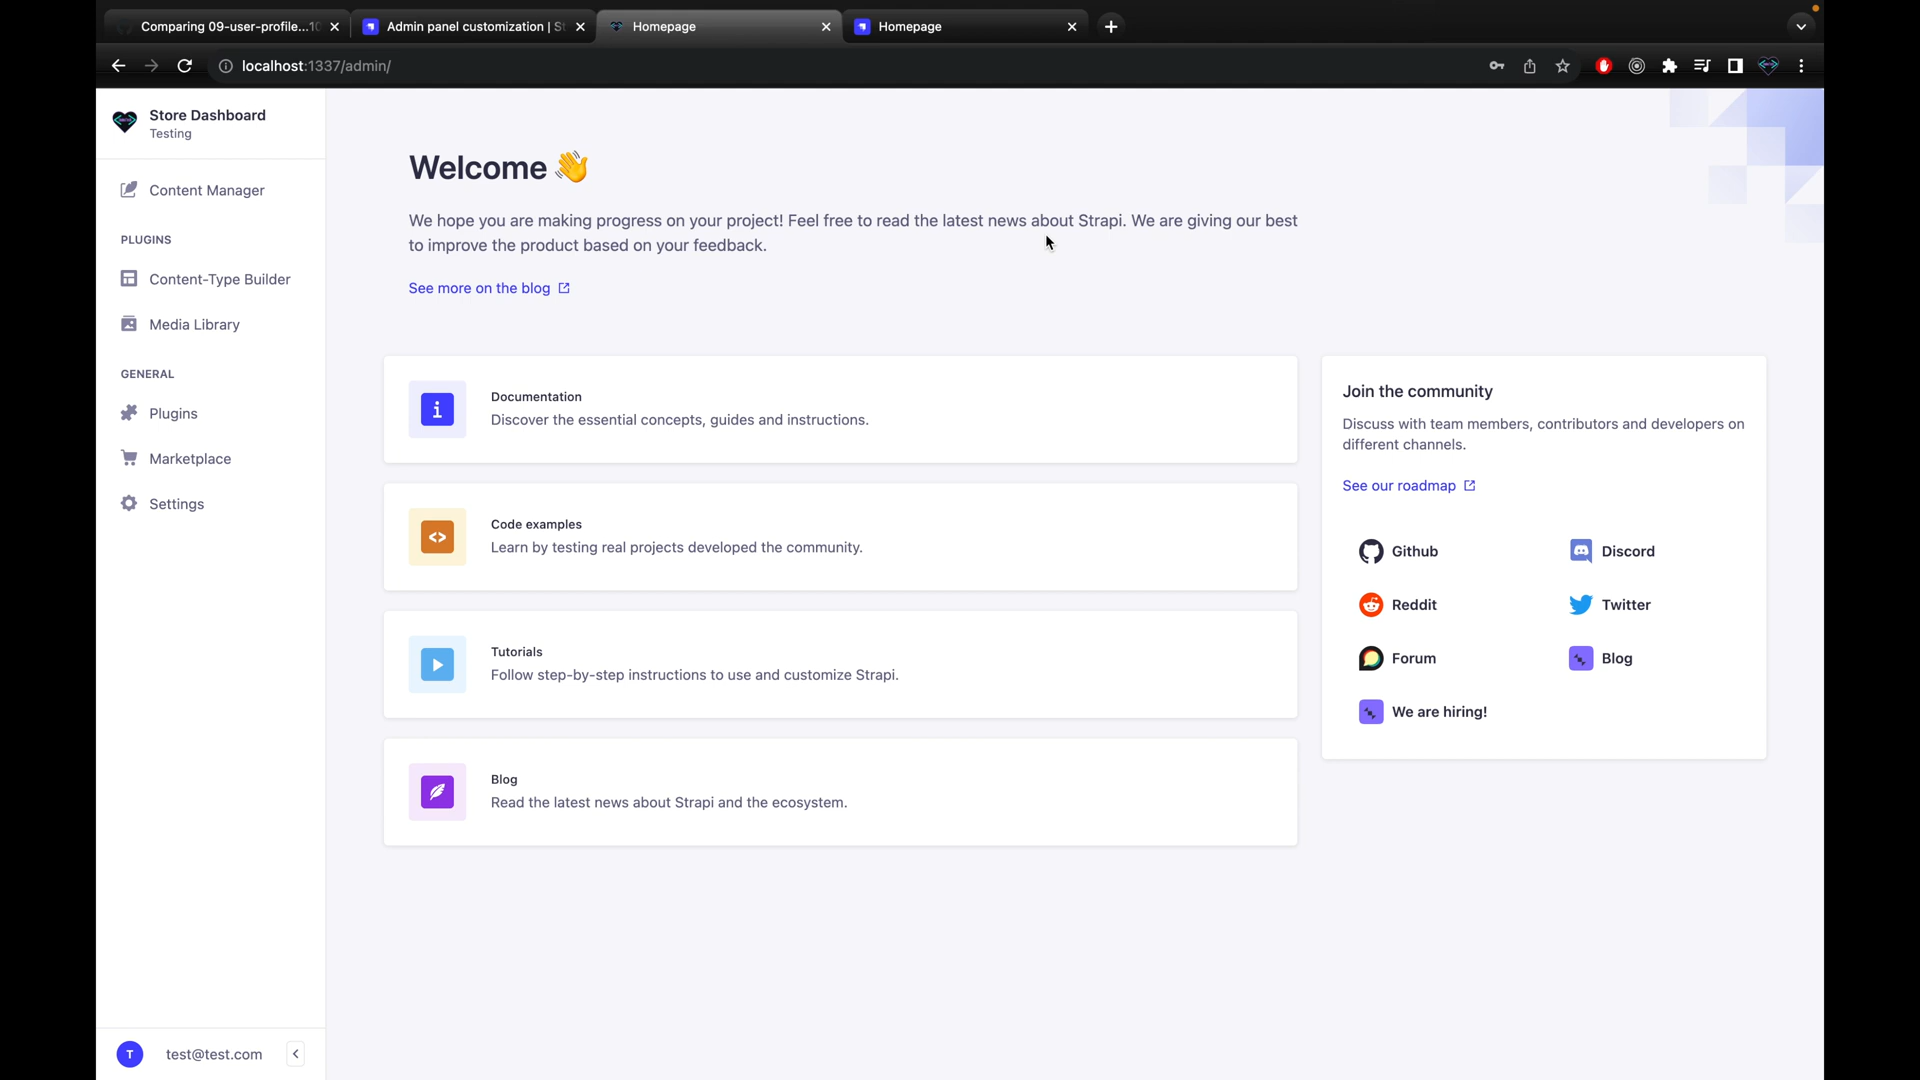 Comparing 09-user-profile...10
Admin panel customization | St
Homepage
Homepage
localhost:1337/admin/
Store Dashboard
Testing
Content Manager
PLUGINS
Content-Type Builder
Media Library
GENERAL
Plugins
Marketplace
Settings
T
test@test.com
Welcome 👋
We hope you are making progress on your project! Feel free to read the latest news about Strapi. We are giving our best
to improve the product based on your feedback.
See more on the blog
Documentation
Discover the essential concepts, guides and instructions.
Code examples
Learn by testing real projects developed the community.
Tutorials
Follow step-by-step instructions to use and customize Strapi.
Blog
Read the latest news about Strapi and the ecosystem.
Join the community
Discuss with team members, contributors and developers on
different channels.
See our roadmap
Github
Discord
Reddit
Twitter
Forum
Blog
We are hiring!